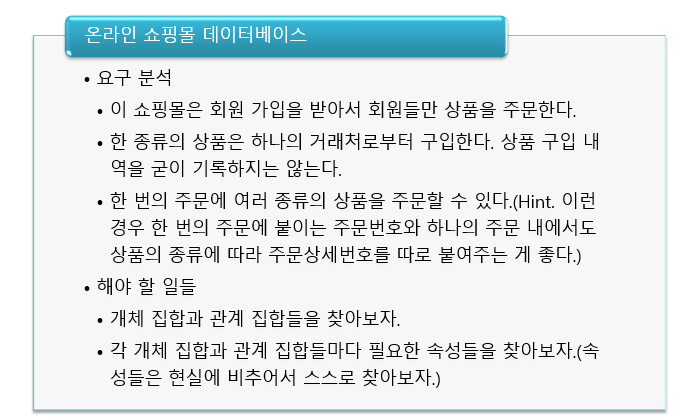 온라인 쇼핑몰 데이터베이스
• 요구 분석
• 이 쇼핑몰은 회원 가입을 받아서 회원들만 상품을 주문한다.
• 한 종류의 상품은 하나의 거래처로부터 구입한다. 상품 구입 내
역을 굳이 기록하지는 않는다.
• 한 번의 주문에 여러 종류의 상품을 주문할 수 있다.(Hint. 이런
경우 한 번의 주문에 붙이는 주문번호와 하나의 주문 내에서도
상품의 종류에 따라 주문상세번호를 따로 붙여주는 게 좋다.)
• 해야 할 일들
• 개체 집합과 관계 집합들을 찾아보자.
• 각 개체 집합과 관계 집합들마다 필요한 속성들을 찾아보자.(속
성들은 현실에 비추어서 스스로 찾아보자.)